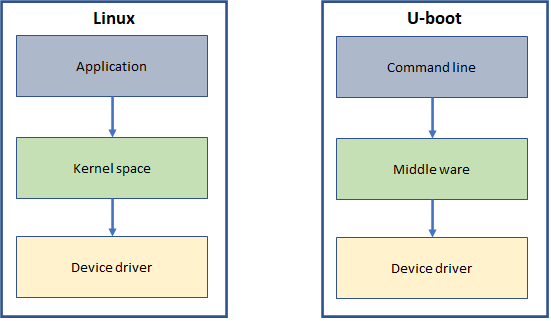 Linux
Application
Kernel space
Device driver
U-boot
Command line
Middle ware
Device driver